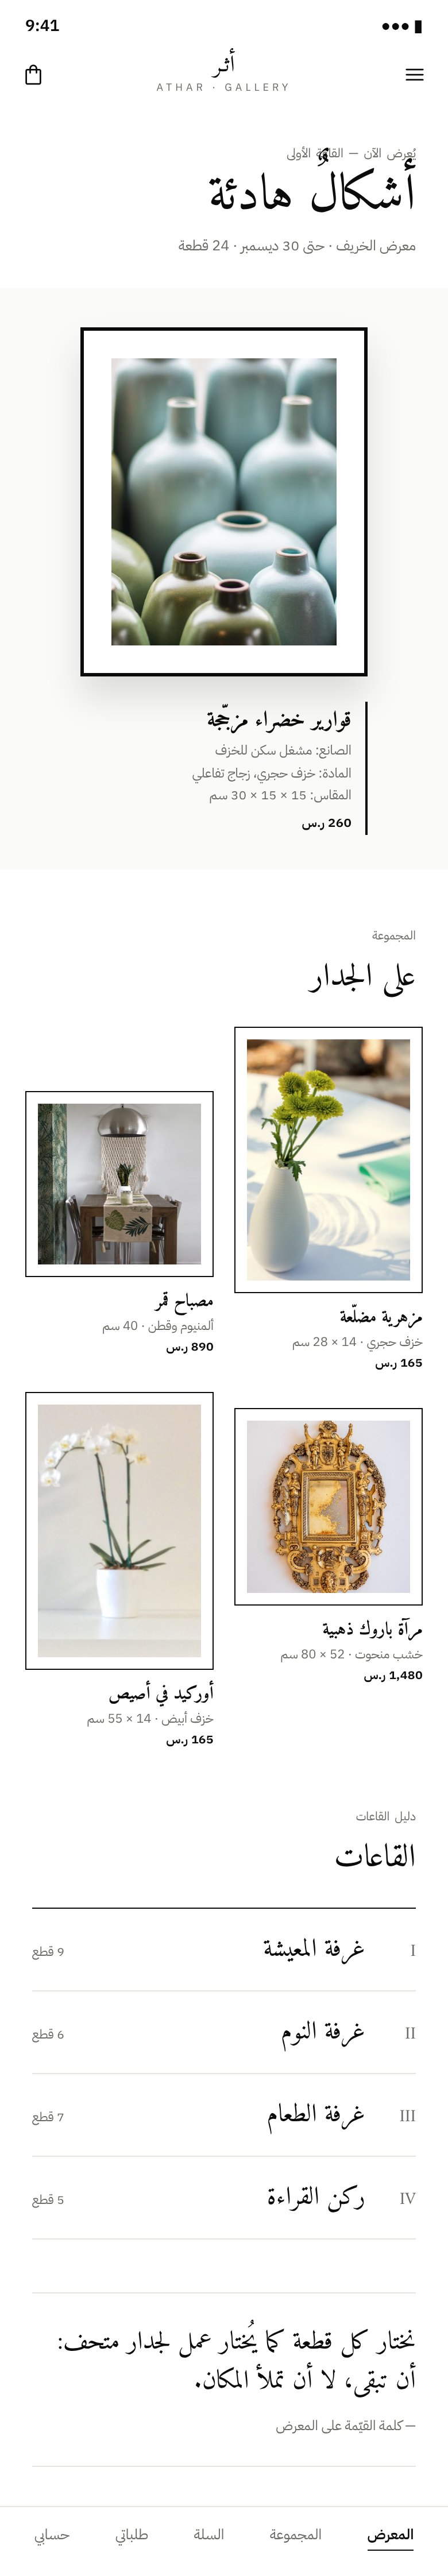 9:41
أثر
ATHAR · GALLERY
يُعرض الآن — القاعة الأولى
أشكالٌ هادئة
معرض الخريف · حتى 30 ديسمبر · 24 قطعة
قوارير خضراء مزجّجة
الصانع: مشغل سكن للخزف
المادة: خزف حجري، زجاج تفاعلي
المقاس: 15 × 15 × 30 سم
260 ر.س
المجموعة
على الجدار
مزهرية مضلّعة
خزف حجري · 14 × 28 سم
165 ر.س
مصباح قمر
ألمنيوم وقطن · 40 سم
890 ر.س
مرآة باروك ذهبية
خشب منحوت · 52 × 80 سم
1,480 ر.س
أوركيد في أصيص
خزف أبيض · 14 × 55 سم
165 ر.س
دليل القاعات
القاعات
I غرفة المعيشة 9 قطع
II غرفة النوم 6 قطع
III غرفة الطعام 7 قطع
IV ركن القراءة 5 قطع
نختار كل قطعة كما يُختار عمل لجدار متحف:
أن تبقى، لا أن تملأ المكان.
— كلمة القيّمة على المعرض
المعرض المجموعة السلة طلباتي حسابي